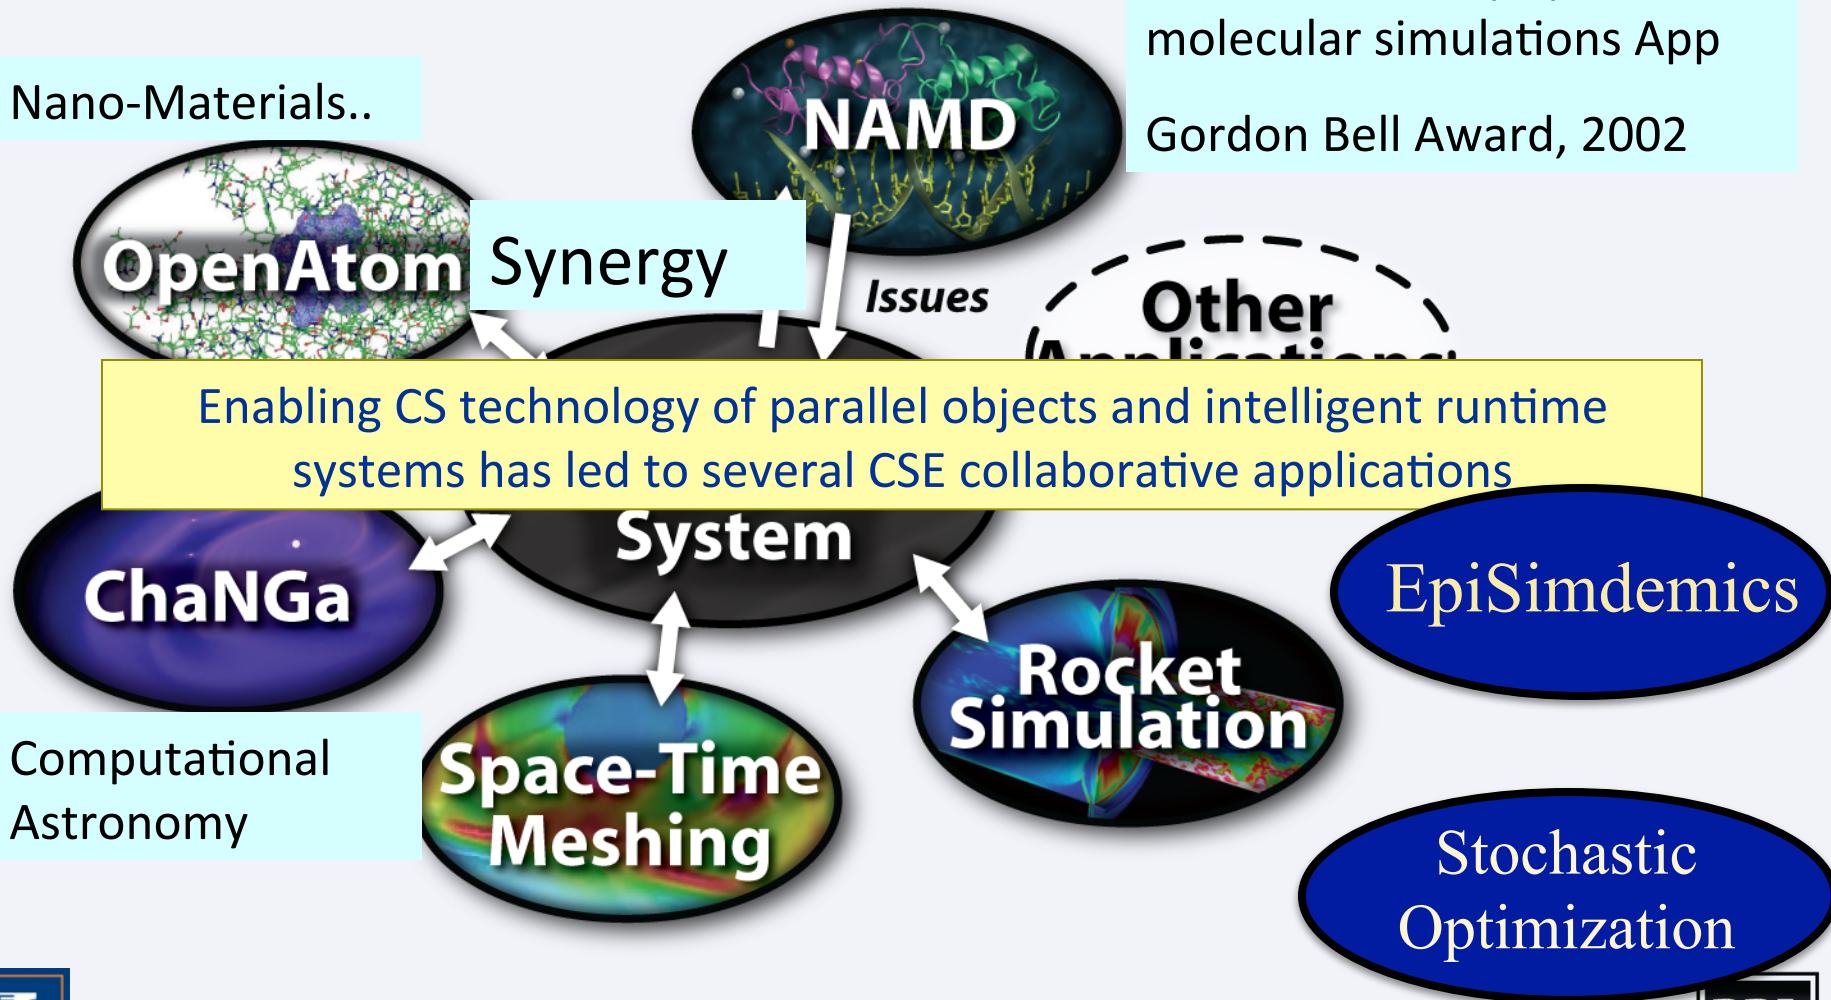 molecular simulations App
Gordon Bell Award, 2002
Nano-Materials..
NAMD
OpenAtom
Synergy
Issues
Other
Applications
Enabling CS technology of parallel objects and intelligent runtime
systems has led to several CSE collaborative applications
System
ChaNGa
EpiSimdemics
Rocket
Simulation
Computational
Astronomy
Space-Time
Meshing
Stochastic
Optimization